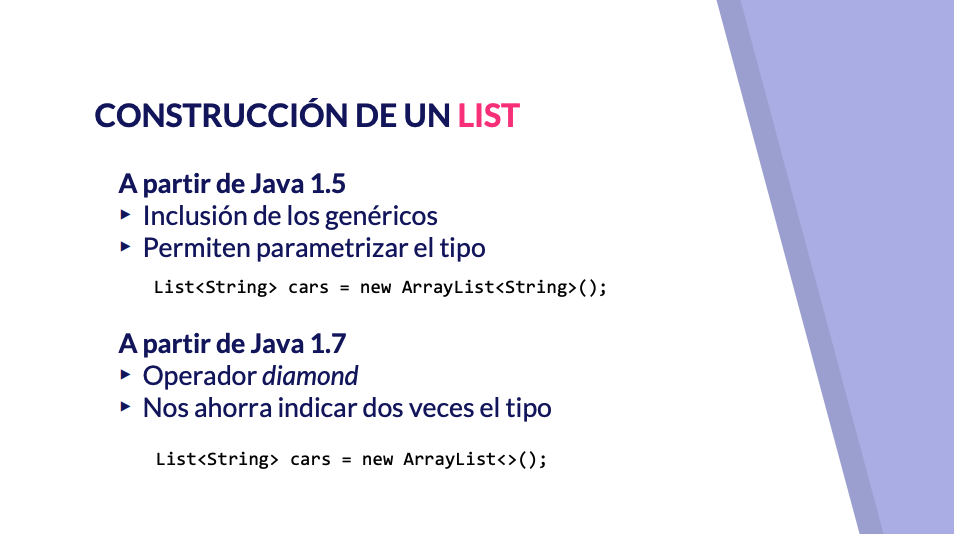 CONSTRUCCIÓN DE UN LIST
A partir de Java 1.5
▸ Inclusión de los genéricos
▸ Permiten parametrizar el tipo
List<String> cars = new ArrayList<String>();
A partir de Java 1.7
▸ Operador diamond
▸ Nos ahorra indicar dos veces el tipo
List<String> cars = new ArrayList<>();